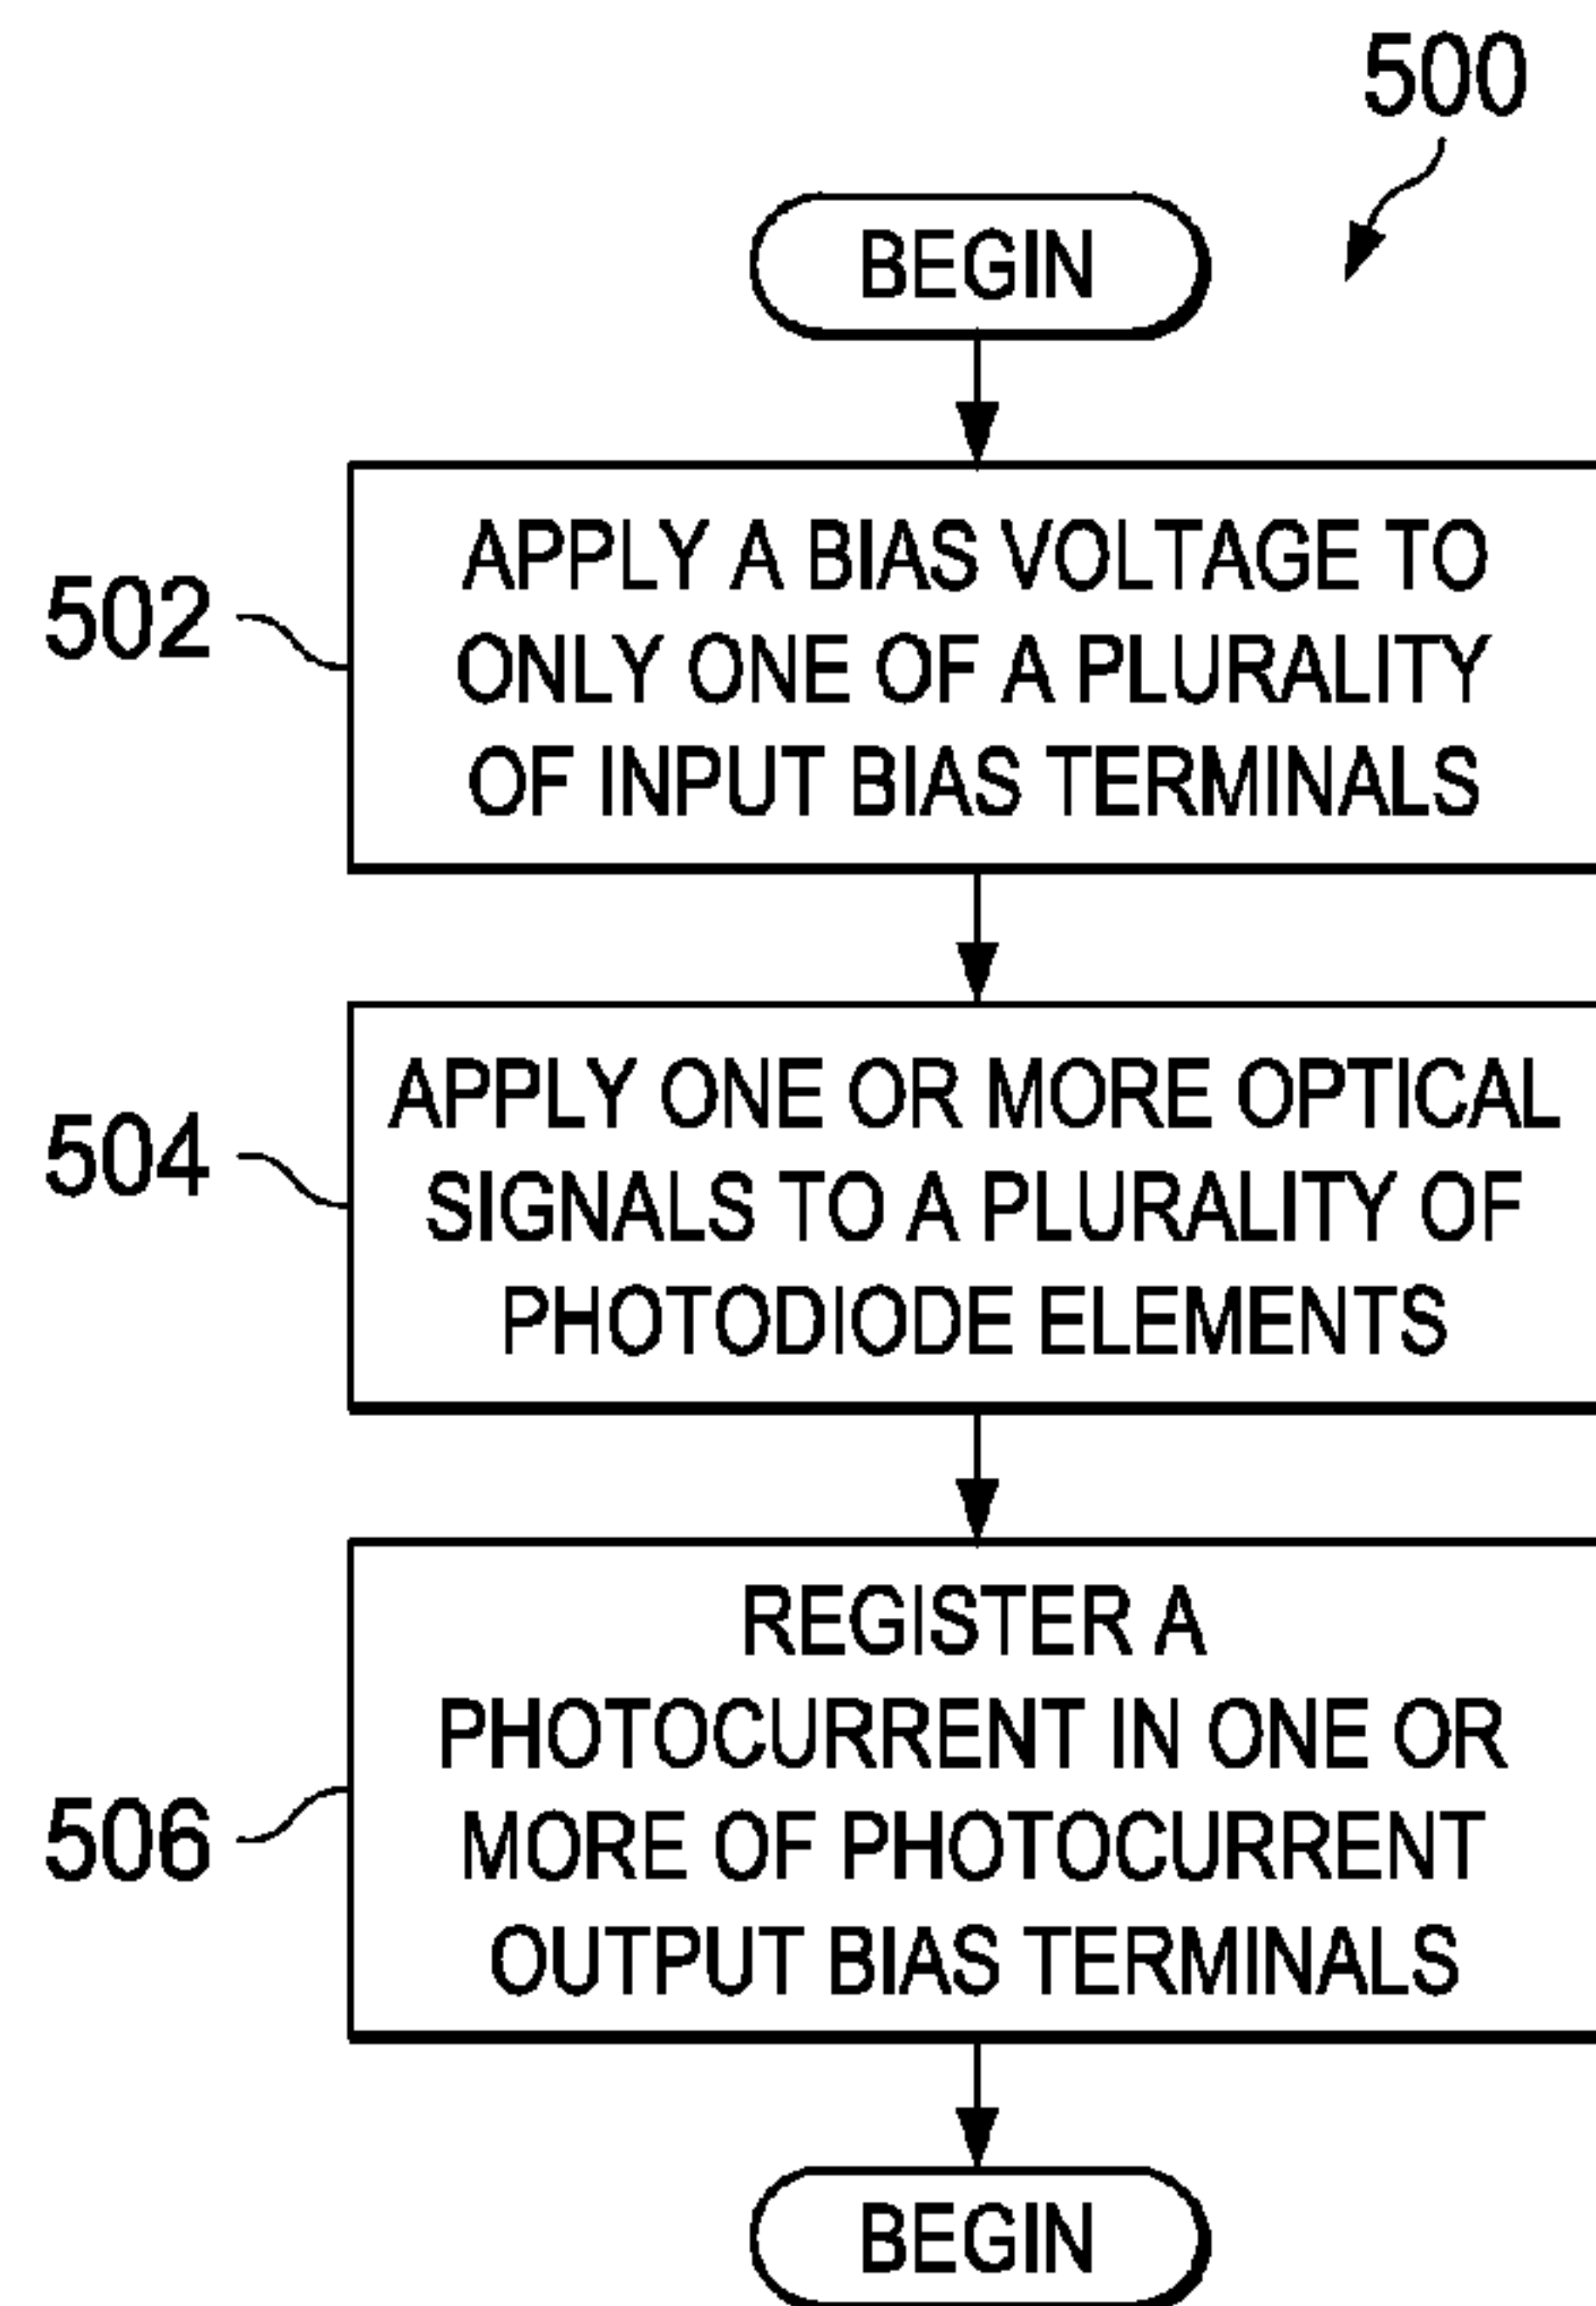 500
BEGIN
502
APPLY A BIAS VOLTAGE TO
ONLY ONE OF A PLURALITY
OF INPUT BIAS TERMINALS
504
APPLY ONE OR MORE OPTICAL
SIGNALS TO A PLURALITY OF
PHOTODIODE ELEMENTS
506
REGISTER A
PHOTOCURRENT IN ONE OR
MORE OF PHOTOCURRENT
OUTPUT BIAS TERMINALS
BEGIN